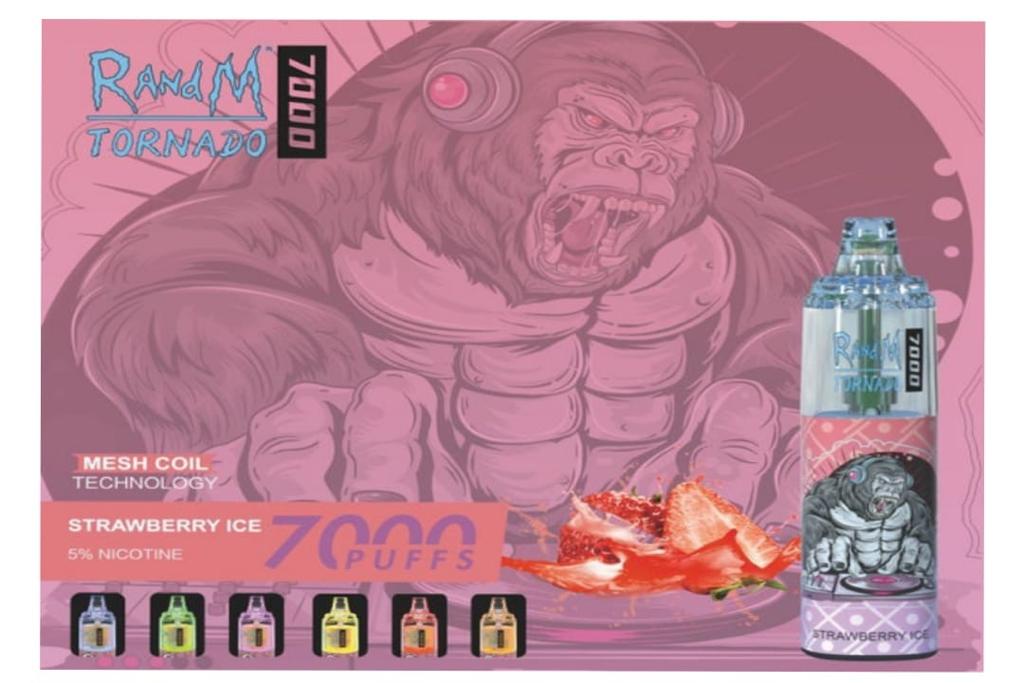 RANDM
TORNADO
7000
RANDM
TORNADO
7000
MESH COIL
TECHNOLOGY
STRAWBERRY ICE
5% NICOTINE
7000
PUFFS
STRAWBERRY ICE